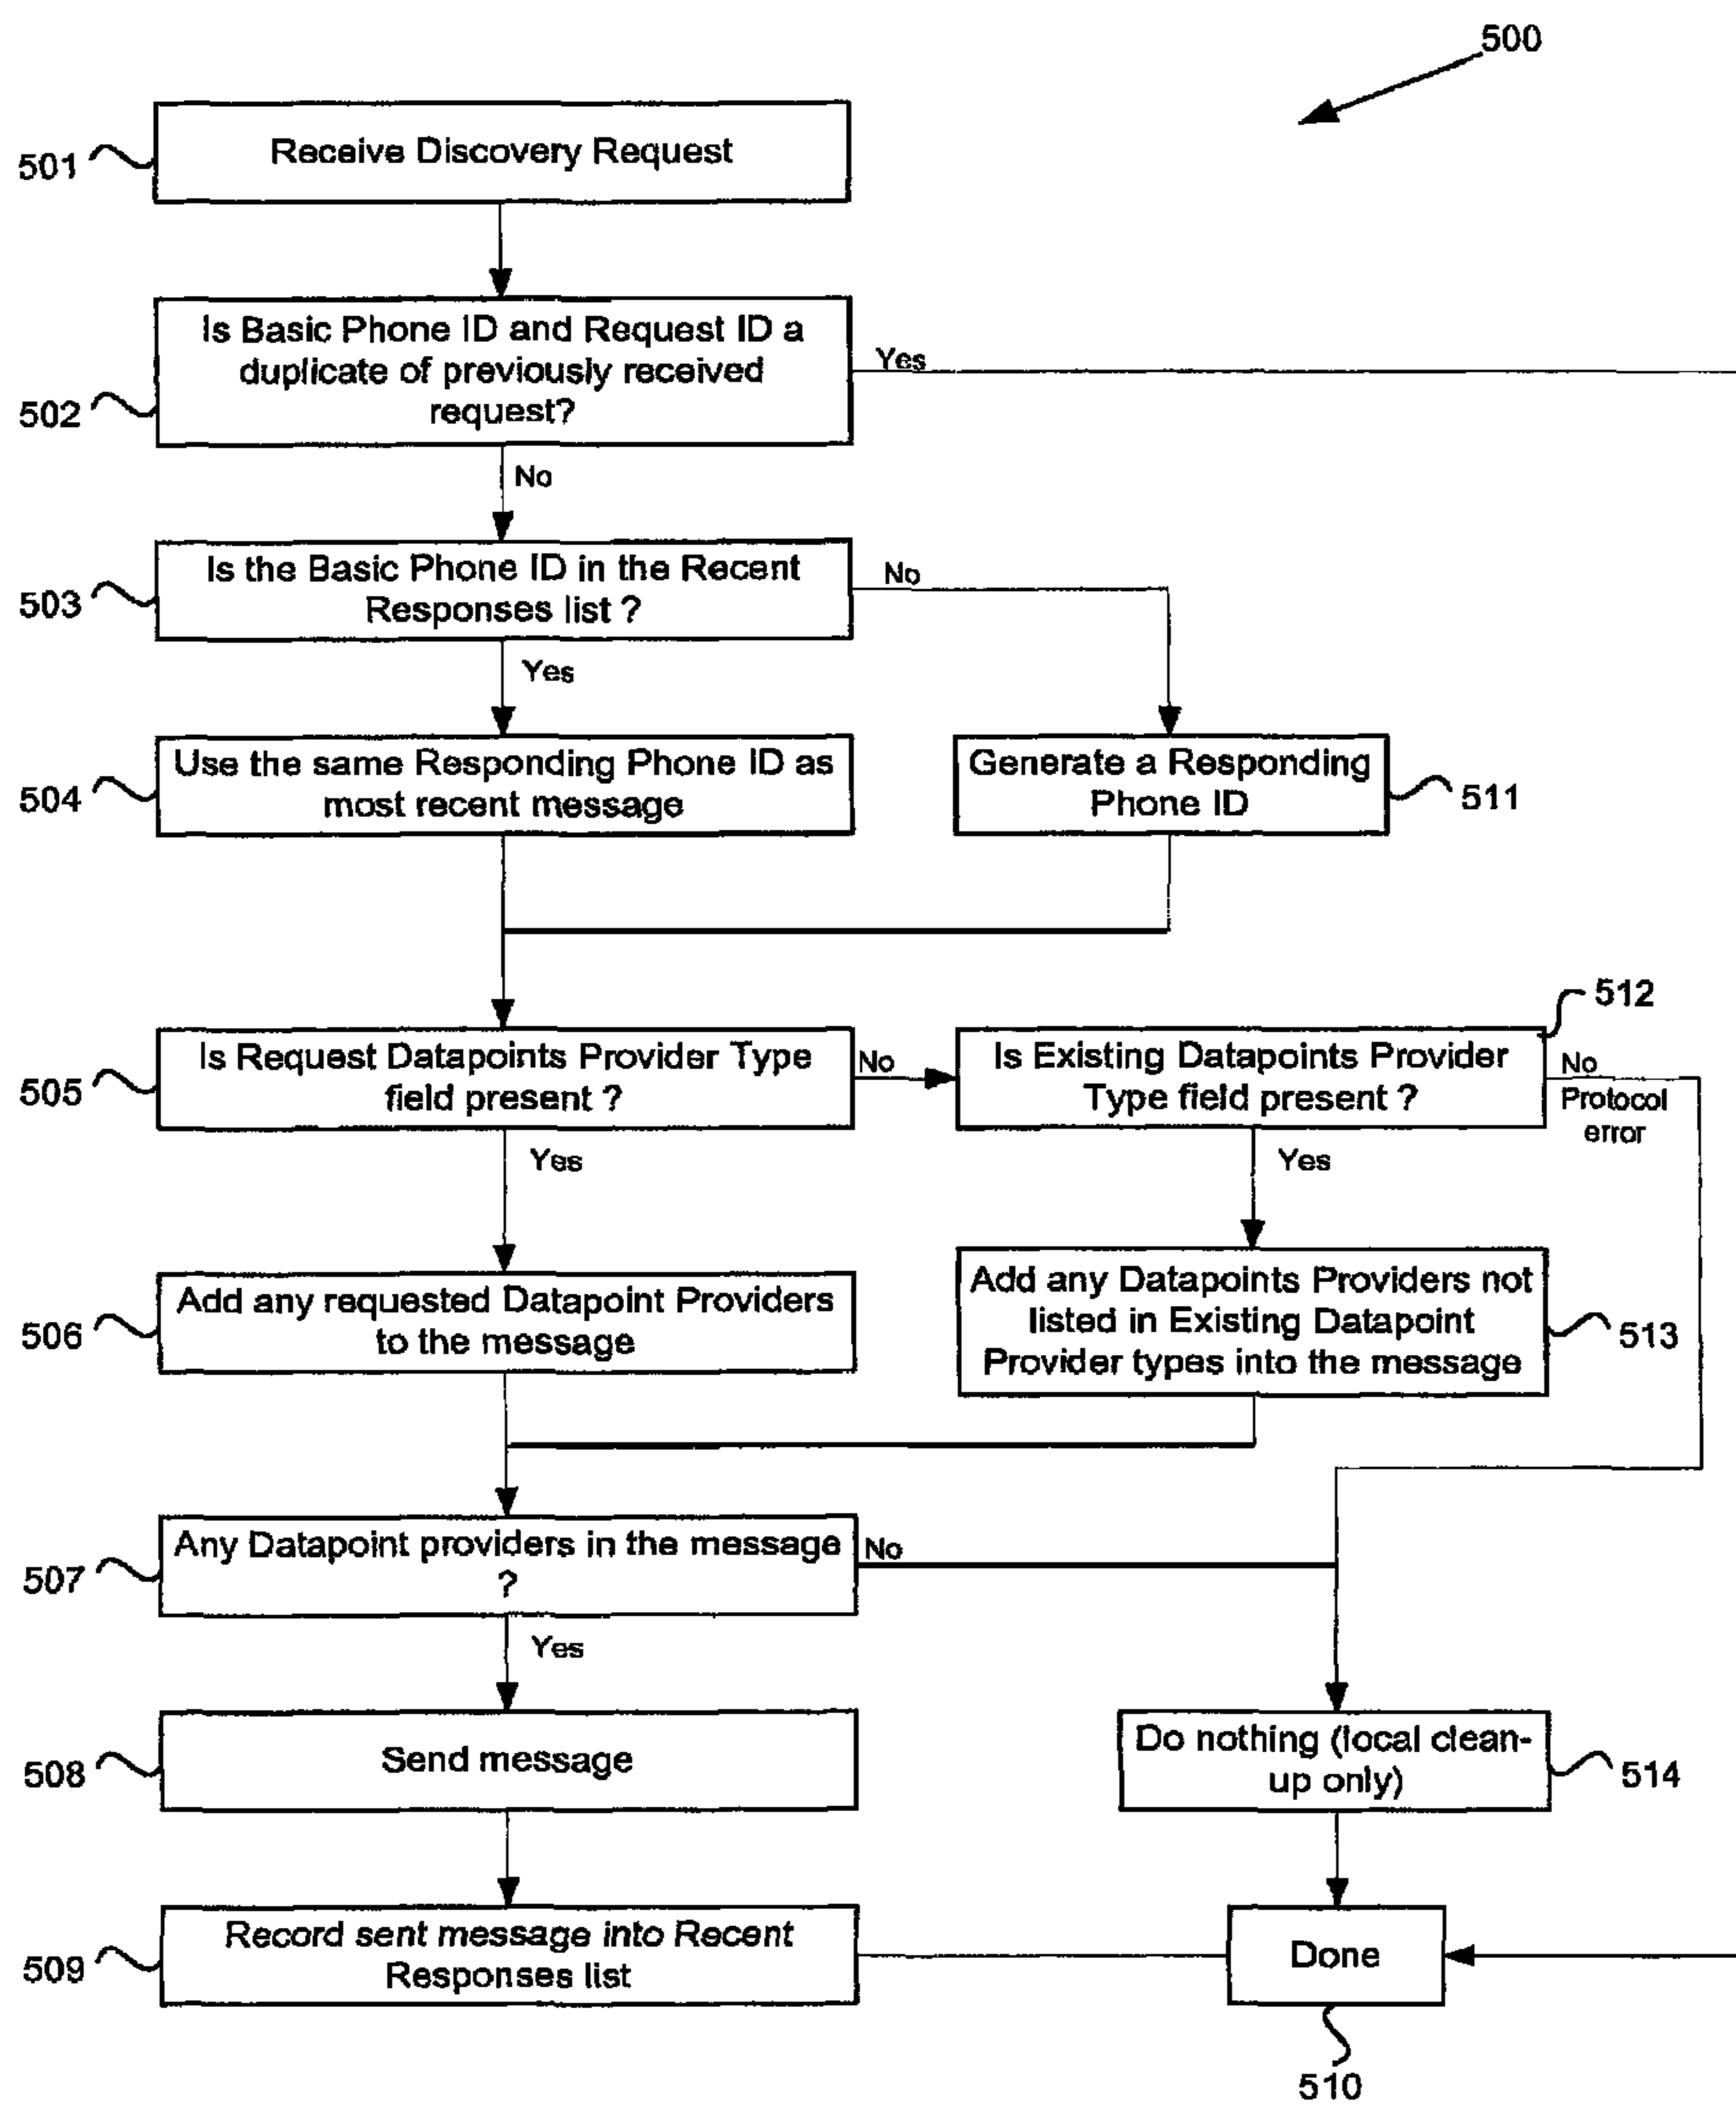 500
501
Receive Discovery Request
502
Is Basic Phone ID and Request ID a
duplicate of previously received
request?
Yes
No
503
Is the Basic Phone ID in the Recent
Responses list ?
No
Yes
504
Use the same Responding Phone ID as
most recent message
Generate a Responding
Phone ID
511
512
505
Is Request Datapoints Provider Type
field present ?
No
Is Existing Datapoints Provider
Type field present ?
No
Protocol
error
Yes
Yes
506
Add any requested Datapoint Providers
to the message
Add any Datapoints Providers not
listed in Existing Datapoint
Provider types into the message
513
507
Any Datapoint providers in the message
?
No
Yes
508
Send message
Do nothing (local clean-
up only)
514
509
Record sent message into Recent
Responses list
Done
510